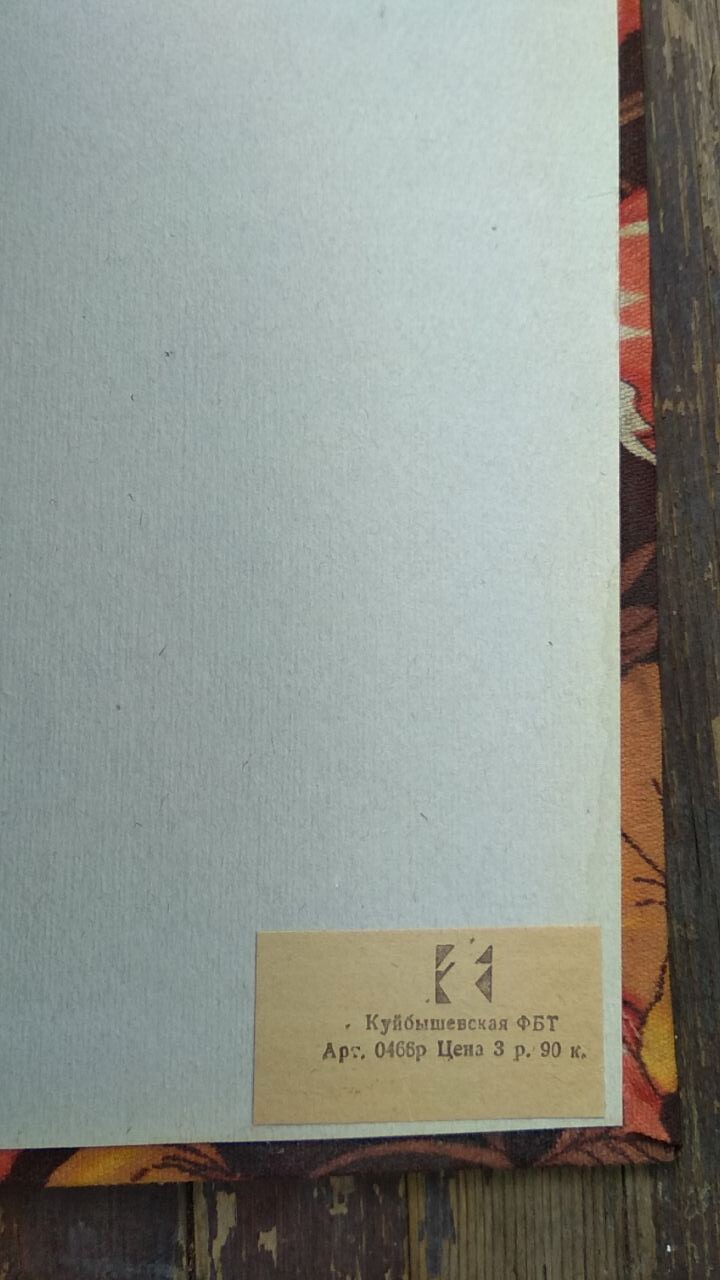 Куйбышевская ФБТ
Арт. 0466р Цена 3 р. 90 к.